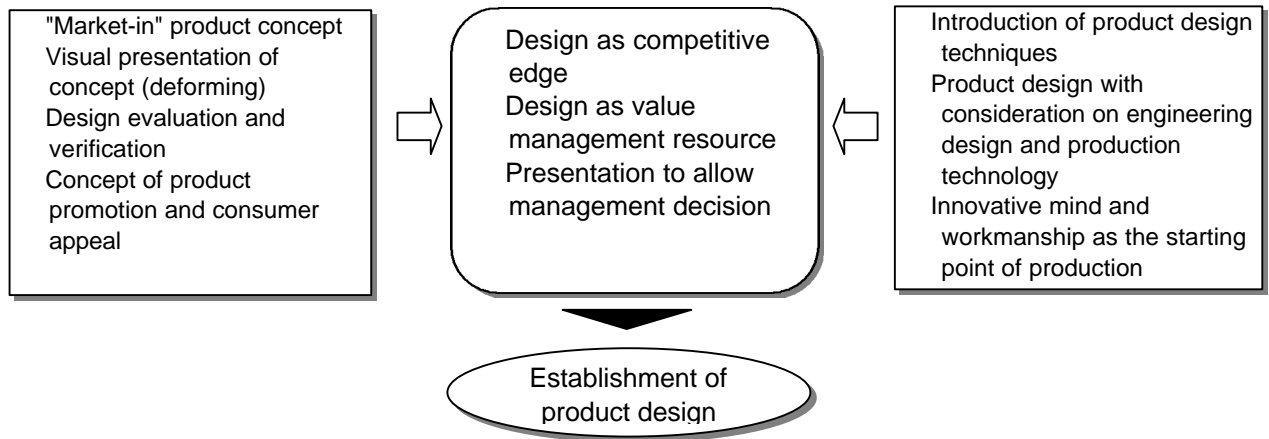 "Market-in" product concept
Visual presentation of
concept (deforming)
Design evaluation and
verification
Concept of product
promotion and consumer
appeal
Design as competitive
edge
Design as value
management resource
Presentation to allow
management decision
Introduction of product design
techniques
Product design with
consideration on engineering
design and production
technology
Innovative mind and
workmanship as the starting
point of production
Establishment of
product design